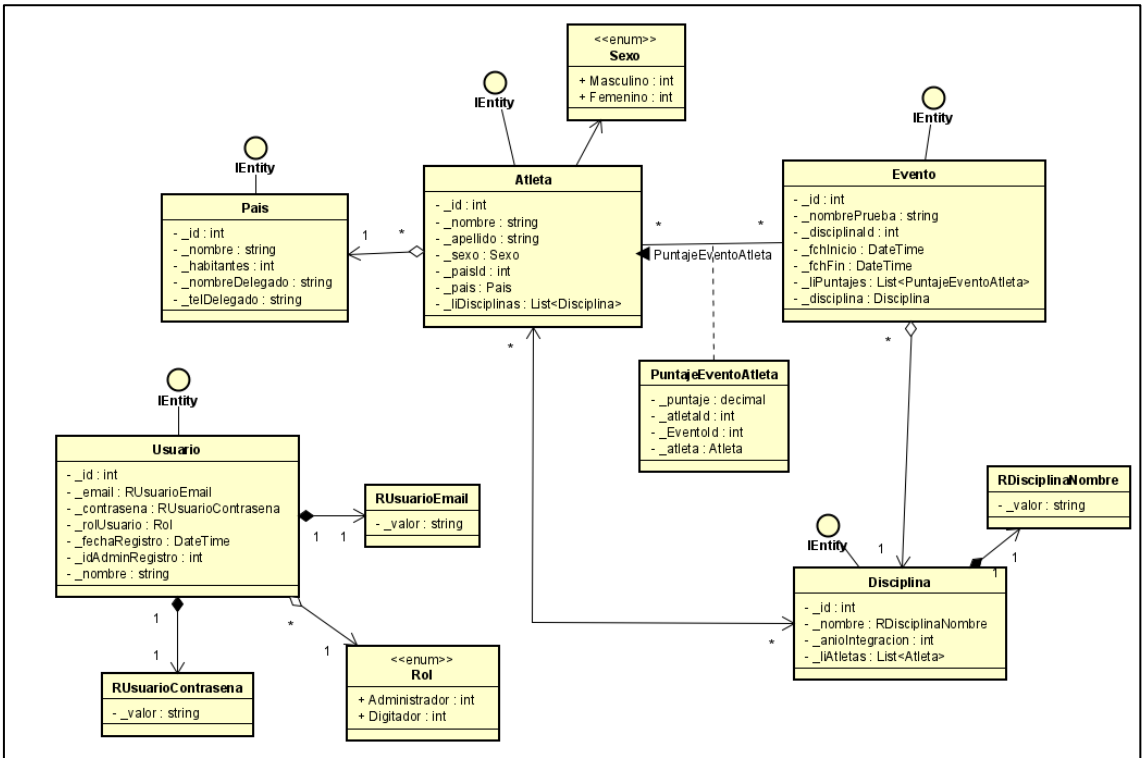 <<enum>>
Sexo
+ Masculino : int
+ Femenino : int
IEntity
IEntity
IEntity
Atleta
- _id : int
- _nombre : string
- _apellido : string
- _sexo : Sexo
- _paisId : int
- _pais : Pais
- _liDisciplinas : List<Disciplina>
Evento
- _id : int
- _nombrePrueba : string
- _disciplinaId : int
- _fchInicio : DateTime
- _fchFin : DateTime
- _liPuntajes : List<PuntajeEventoAtleta>
- _disciplina : Disciplina
Pais
- _id : int
- _nombre : string
- _habitantes : int
- _nombreDelegado : string
- _telDelegado : string
1
*
*
*
PuntajeEventoAtleta
*
*
PuntajeEventoAtleta
- _puntaje : decimal
- _atletaId : int
- _EventoId : int
- _atleta : Atleta
IEntity
Usuario
- _id : int
- _email : RUsuarioEmail
- _contrasena : RUsuarioContrasena
- _rolUsuario : Rol
- _fechaRegistro : DateTime
- _idAdminRegistro : int
- _nombre : string
RUsuarioEmail
- _valor : string
1
1
RDisciplinaNombre
- _valor : string
IEntity
1
1
1
Disciplina
- _id : int
- _nombre : RDisciplinaNombre
- _anioIntegracion : int
- _liAtletas : List<Atleta>
*
1
1
*
1
<<enum>>
Rol
+ Administrador : int
+ Digitador : int
RUsuarioContrasena
- _valor : string